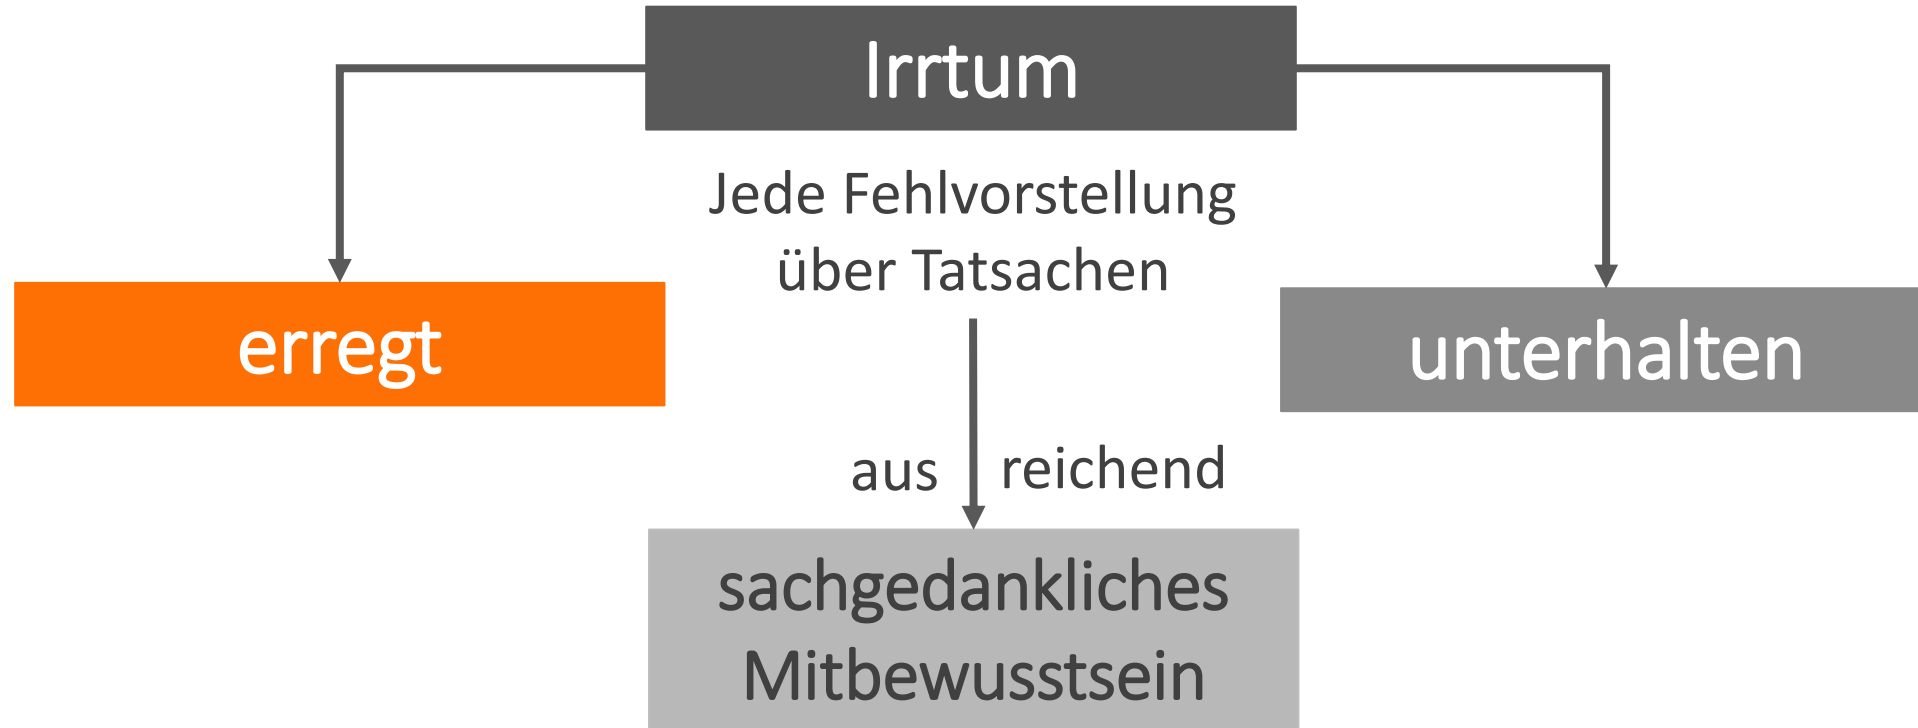 Irrtum
Jede Fehlvorstellung
über Tatsachen
erregt
unterhalten
aus reichend
sachgedankliches
Mitbewusstsein